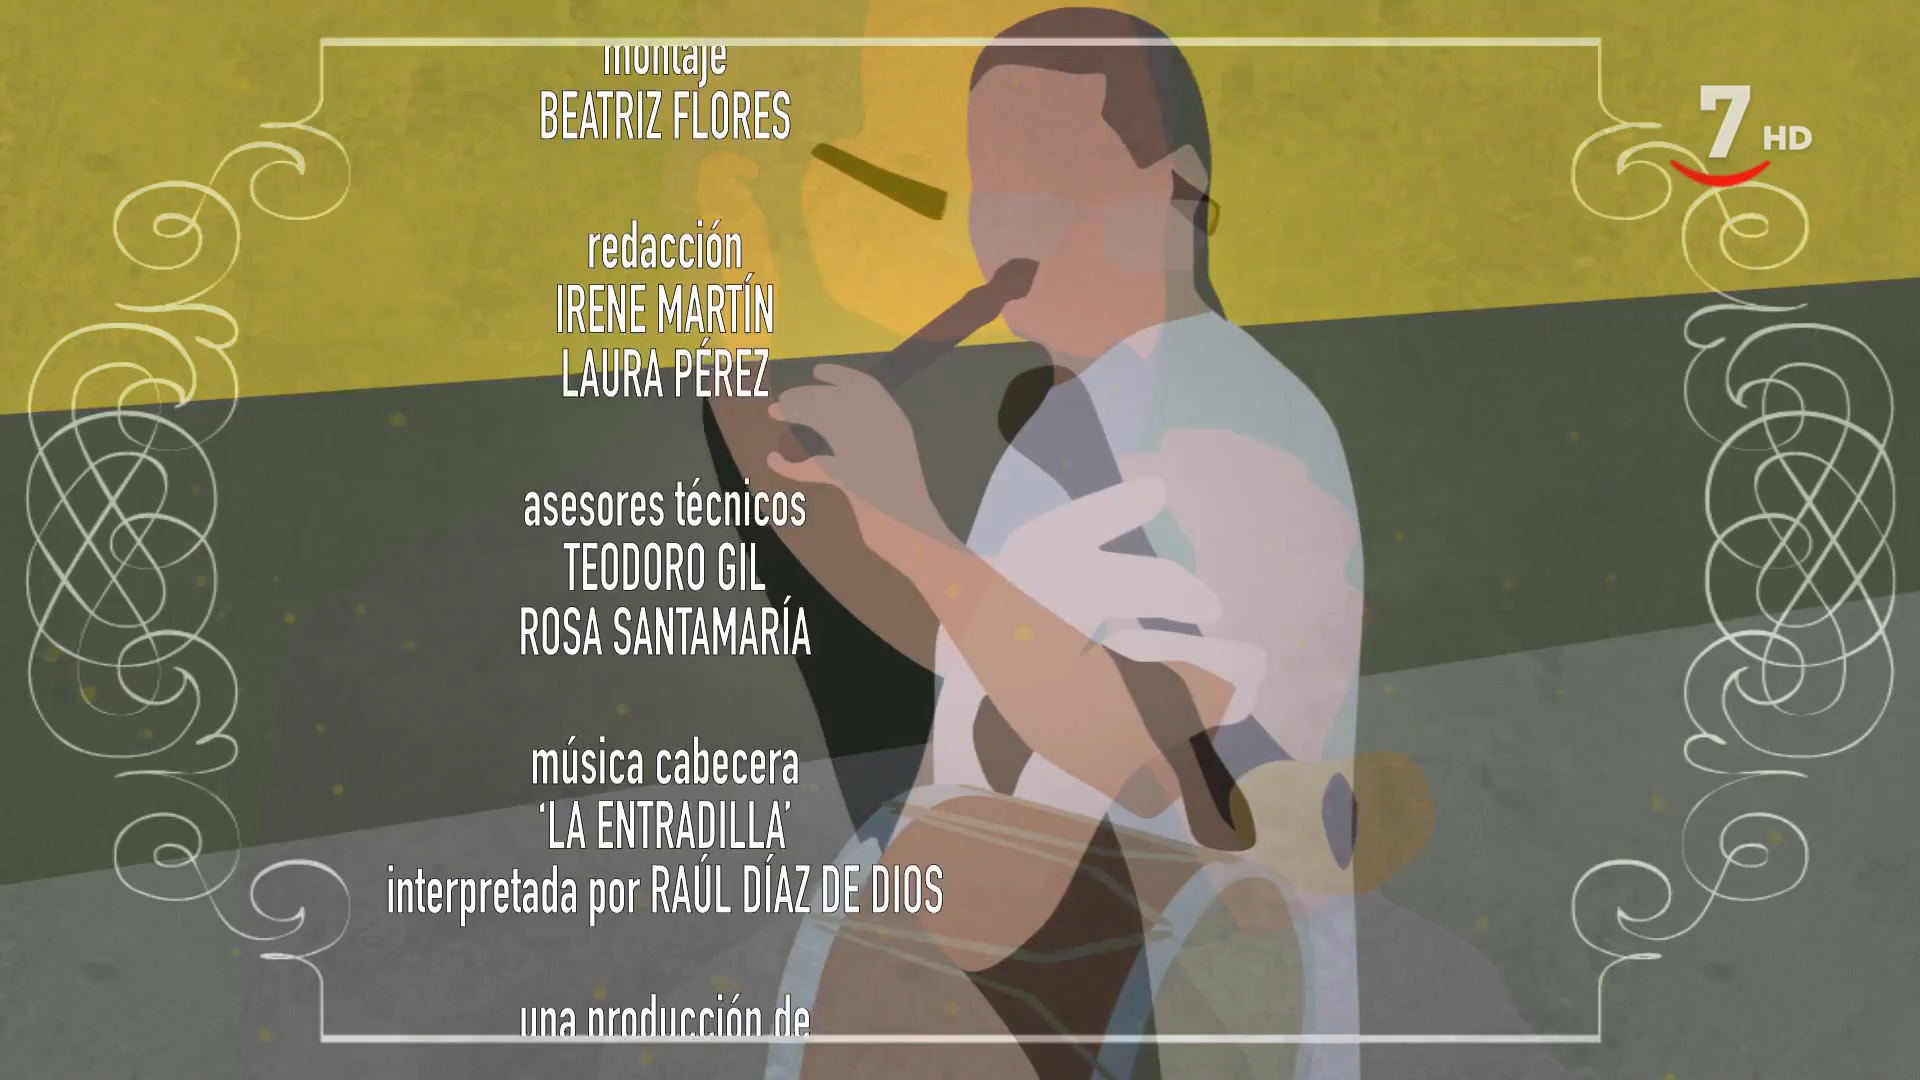 montaje
BEATRIZ FLORES
redacción
IRENE MARTÍN
LAURA PÉREZ
asesores técnicos
TEODORO GIL
ROSA SANTAMARÍA
música cabecera
‘LA ENTRADILLA’
interpretada por RAÚL DÍAZ DE DIOS
una producción de
7 HD